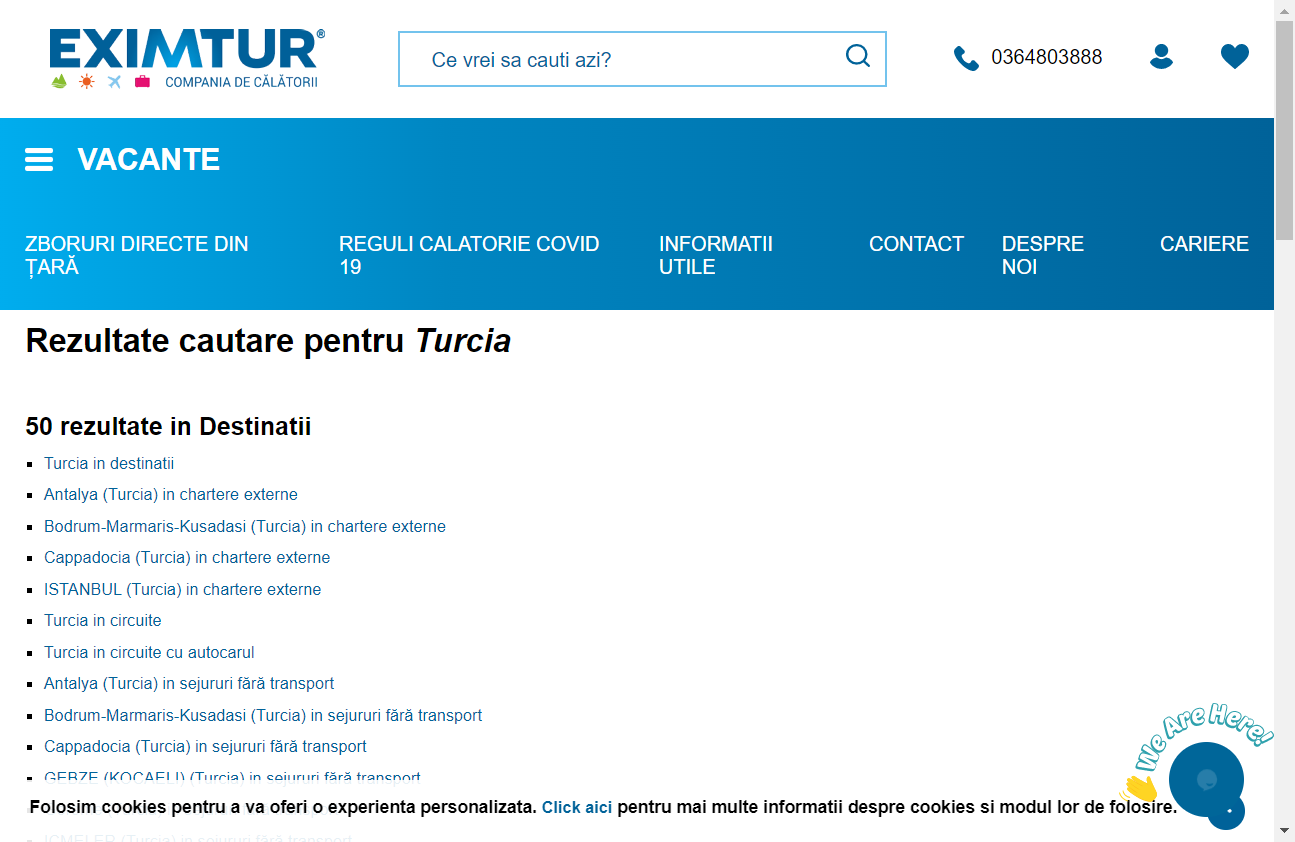 EXIMTUR®
COMPANIA DE CĂLĂTORII
Ce vrei sa cauti azi?
0364803888
VACANTE
ZBORURI DIRECTE DIN
ȚARĂ
REGULI CALATORIE COVID
19
INFORMATII
UTILE
CONTACT
DESPRE
NOI
CARIERE
Rezultate cautare pentru Turcia
50 rezultate in Destinatii
Turcia in destinatii
Antalya (Turcia) in chartere externe
Bodrum-Marmaris-Kusadasi (Turcia) in chartere externe
Cappadocia (Turcia) in chartere externe
ISTANBUL (Turcia) in chartere externe
Turcia in circuite
Turcia in circuite cu autocarul
Antalya (Turcia) in sejururi fără transport
Bodrum-Marmaris-Kusadasi (Turcia) in sejururi fără transport
Cappadocia (Turcia) in sejururi fără transport
GEBZE (KOCAELI) (Turcia) in sejururi fără transport
We Are Here!
Folosim cookies pentru a va oferi o experienta personalizata. Click aici pentru mai multe informatii despre cookies si modul lor de folosire.
ICMELER (Turcia) in sejururi fără transport